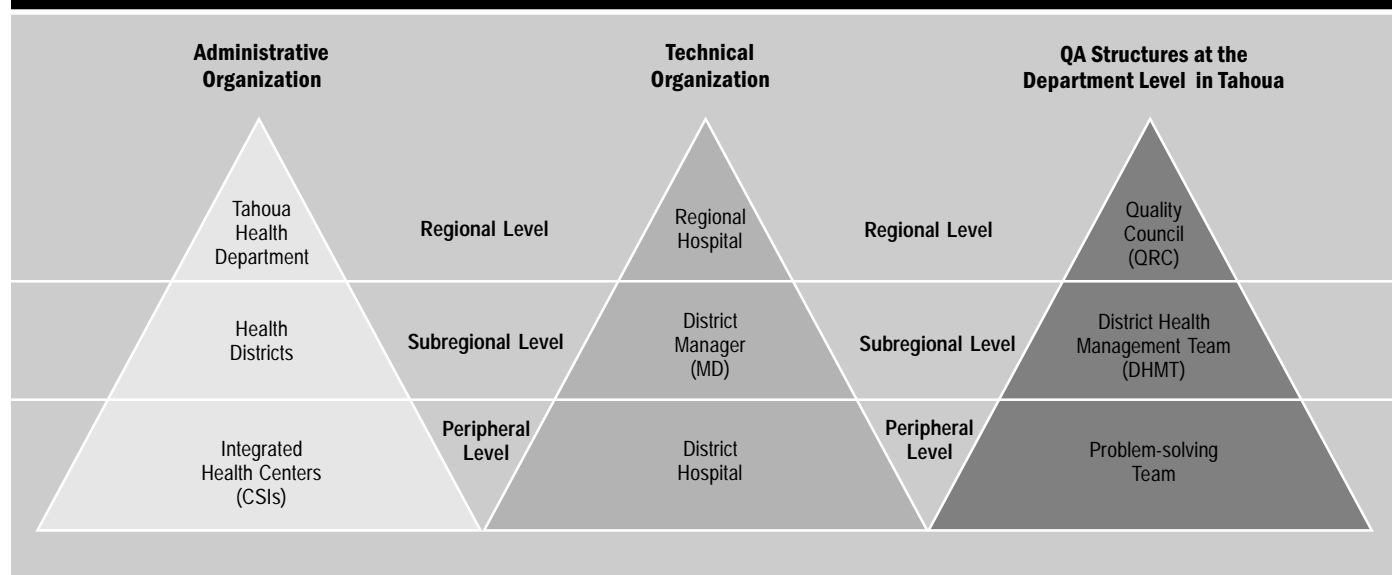 Administrative
Organization
Technical
Organization
QA Structures at the
Department Level in Tahoua
Tahoua
Health
Department
Regional Level
Regional
Hospital
Regional Level
Quality
Council
(QRC)
Health
Districts
Subregional Level
District
Manager
(MD)
Subregional Level
District Health
Management Team
(DHMT)
Integrated
Health Centers
(CSIs)
Peripheral
Level
District
Hospital
Peripheral
Level
Problem-solving
Team